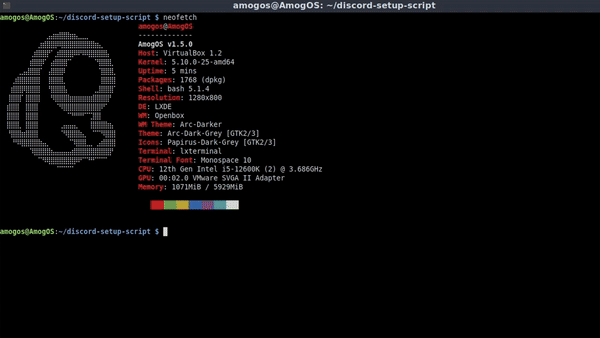 amogos@AmogOS: ~/discord-setup-script
amogos@AmogOS:~/discord-setup-script $ neofetch
amogos@AmogOS
-------------
AmogOS v1.5.0
Host: VirtualBox 1.2
Kernel: 5.10.0-25-amd64
Uptime: 5 mins
Packages: 1768 (dpkg)
Shell: bash 5.1.4
Resolution: 1280x800
DE: LXDE
WM: Openbox
WM Theme: Arc-Darker
Theme: Arc-Dark-Grey [GTK2/3]
Icons: Papirus-Dark-Grey [GTK2/3]
Terminal: lxterminal
Terminal Font: Monospace 10
CPU: 12th Gen Intel i5-12600K (2) @ 3.686GHz
GPU: 00:02.0 VMware SVGA II Adapter
Memory: 1071MiB / 5929MiB
amogos@AmogOS:~/discord-setup-script $